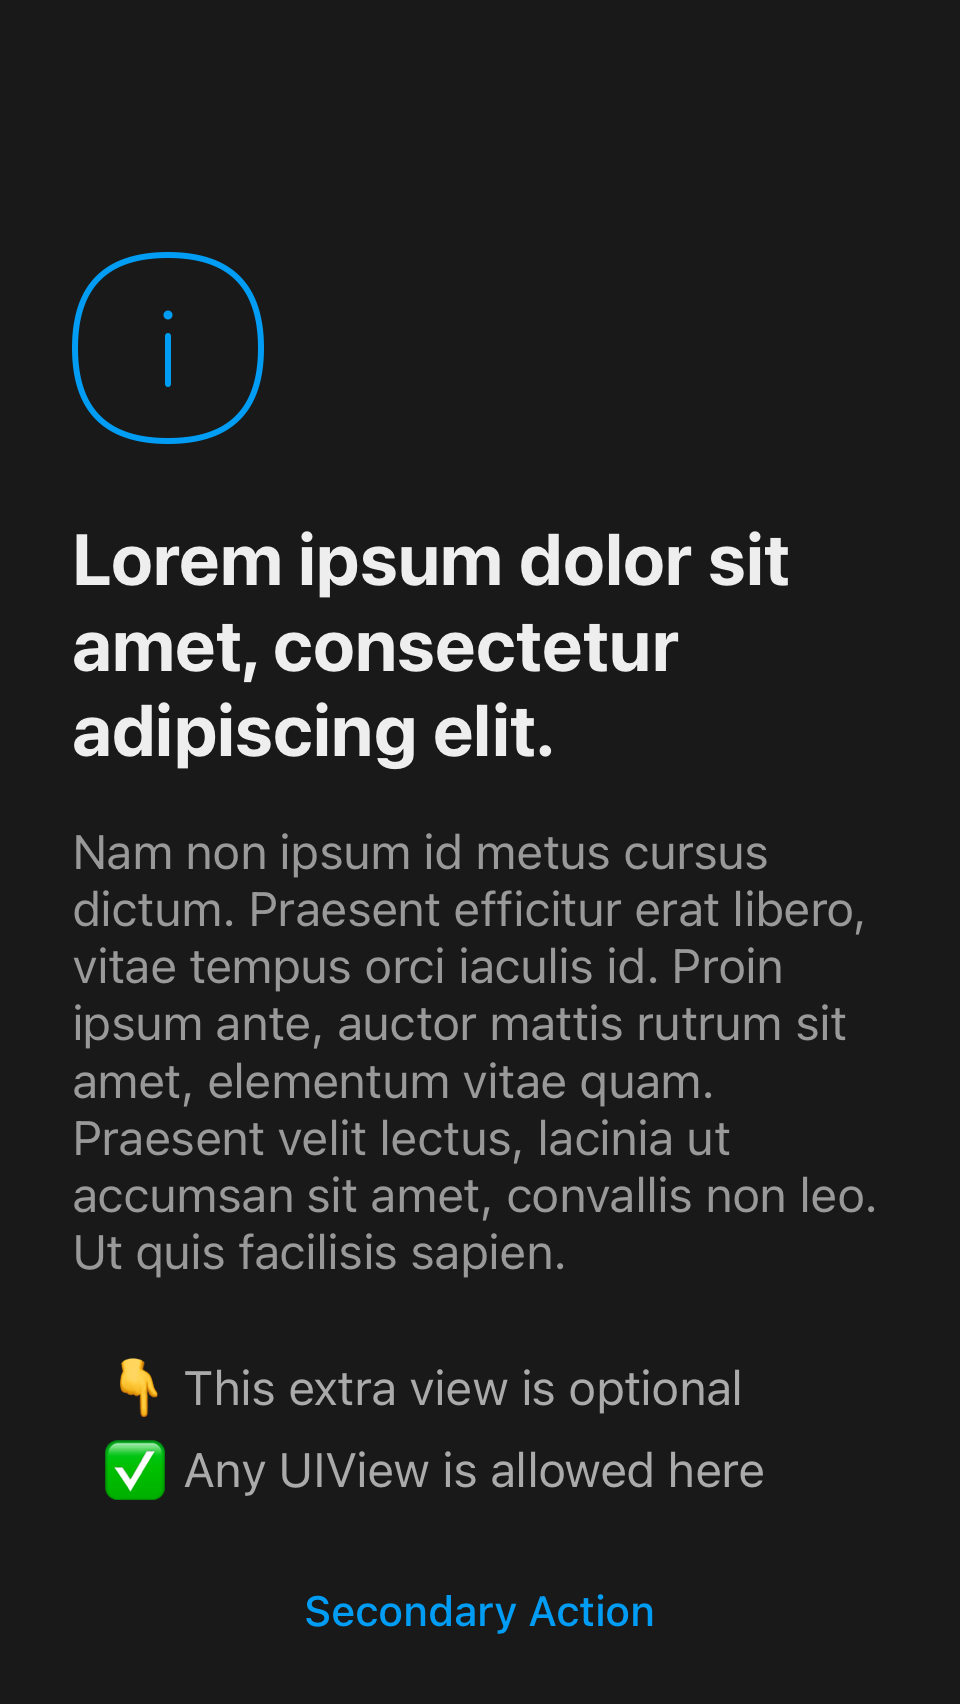 Lorem ipsum dolor sit
amet, consectetur
adipiscing elit.
Nam non ipsum id metus cursus
dictum. Praesent efficitur erat libero,
vitae tempus orci iaculis id. Proin
ipsum ante, auctor mattis rutrum sit
amet, elementum vitae quam.
Praesent velit lectus, lacinia ut
accumsan sit amet, convallis non leo.
Ut quis facilisis sapien.
👇 This extra view is optional
✅ Any UIView is allowed here
Secondary Action